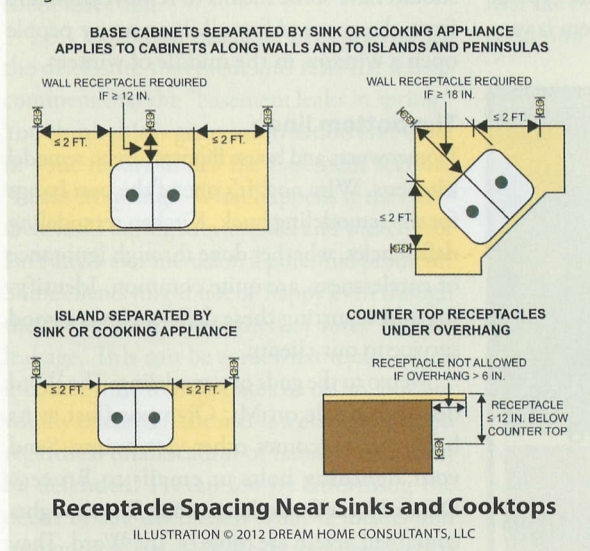 BASE CABINETS SEPARATED BY SINK OR COOKING APPLIANCE
APPLIES TO CABINETS ALONG WALLS AND TO ISLANDS AND PENINSULAS
WALL RECEPTACLE REQUIRED
IF ≥ 12 IN.
≤ 2 FT.
≤ 2 FT.
WALL RECEPTACLE REQUIRED
IF ≥ 18 IN.
≤ 2 FT.
≤ 2 FT.
ISLAND SEPARATED BY
SINK OR COOKING APPLIANCE
≤ 2 FT.
≤ 2 FT.
COUNTER TOP RECEPTACLES
UNDER OVERHANG
RECEPTACLE NOT ALLOWED
IF OVERHANG > 6 IN.
RECEPTACLE
≤ 12 IN. BELOW
COUNTER TOP
Receptacle Spacing Near Sinks and Cooktops
ILLUSTRATION © 2012 DREAM HOME CONSULTANTS, LLC